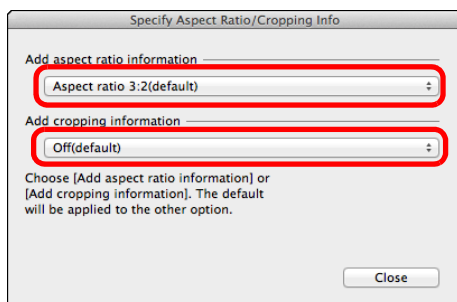 Specify Aspect Ratio/Cropping Info
Add aspect ratio information
Aspect ratio 3:2(default)
Add cropping information
Off(default)
Choose [Add aspect ratio information] or
[Add cropping information]. The default
will be applied to the other option.
Close